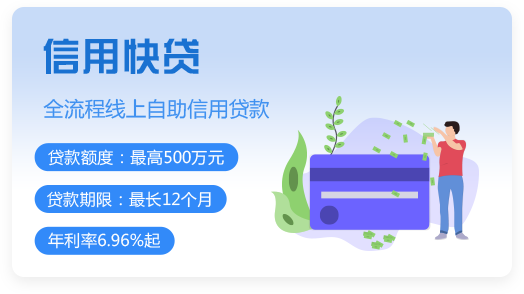 信用快贷
全流程线上自助信用贷款
贷款额度：最高500万元
贷款期限：最长12个月
年利率6.96%起